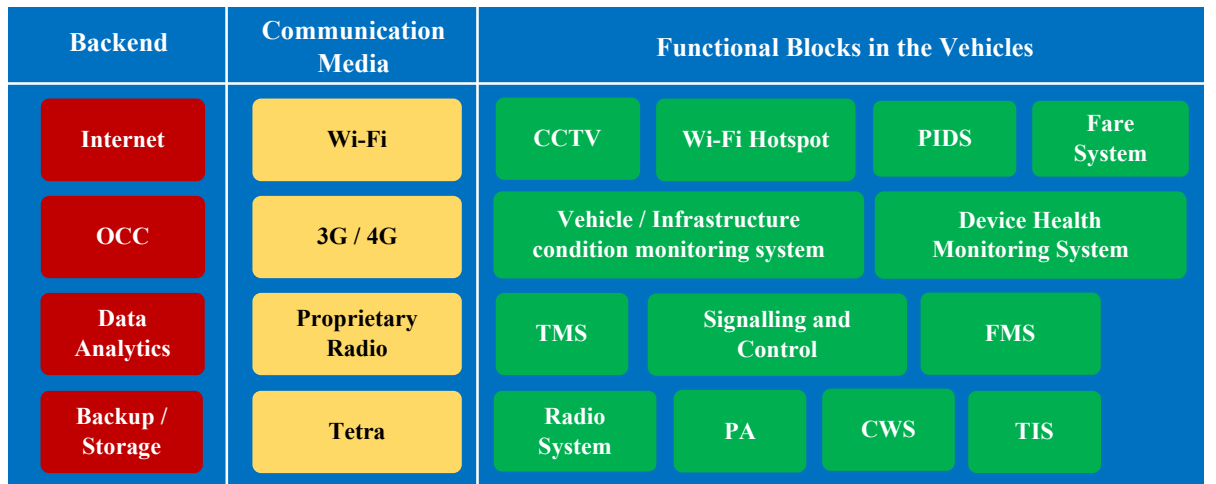 Backend
Communication
Media
Functional Blocks in the Vehicles
Internet
Wi-Fi
CCTV
Wi-Fi Hotspot
PIDS
Fare
System
OCC
3G / 4G
Vehicle / Infrastructure
condition monitoring system
Device Health
Monitoring System
Data
Analytics
Proprietary
Radio
TMS
Signalling and
Control
FMS
Backup /
Storage
Tetra
Radio
System
PA
CWS
TIS